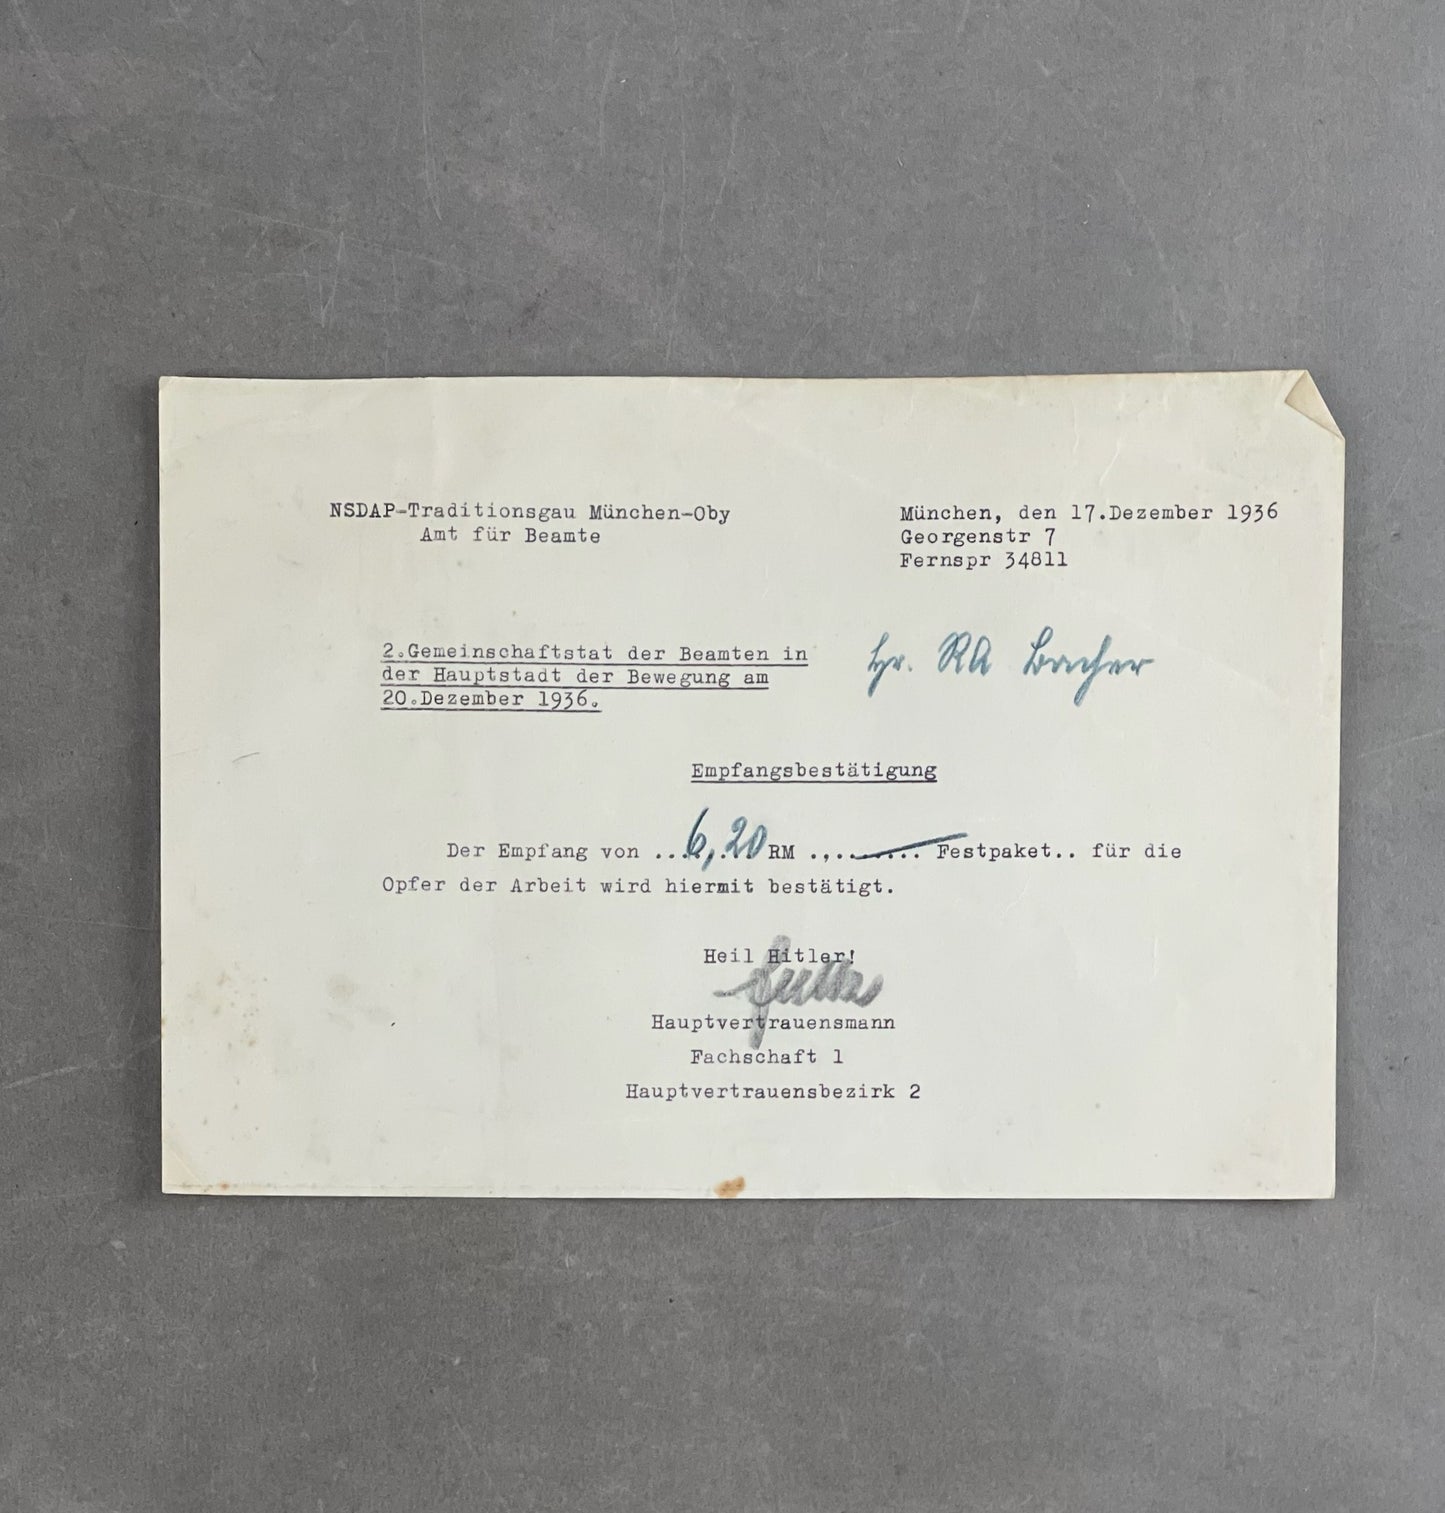 NSDAP-Traditionsgau München-Oby
Amt für Beamte
München, den 17.Dezember 1936
Georgenstr 7
Fernspr 34811
2.Gemeinschaftstat der Beamten in
der Hauptstadt der Bewegung am
20.Dezember 1936.
Hr. RA
Empfangsbestätigung
Der Empfang von ...6,20 RM .,....... Festpaket.. für die
Opfer der Arbeit wird hiermit bestätigt.
Heil Hitler!
Hauptvertrauensmann
Fachschaft 1
Hauptvertrauensbezirk 2